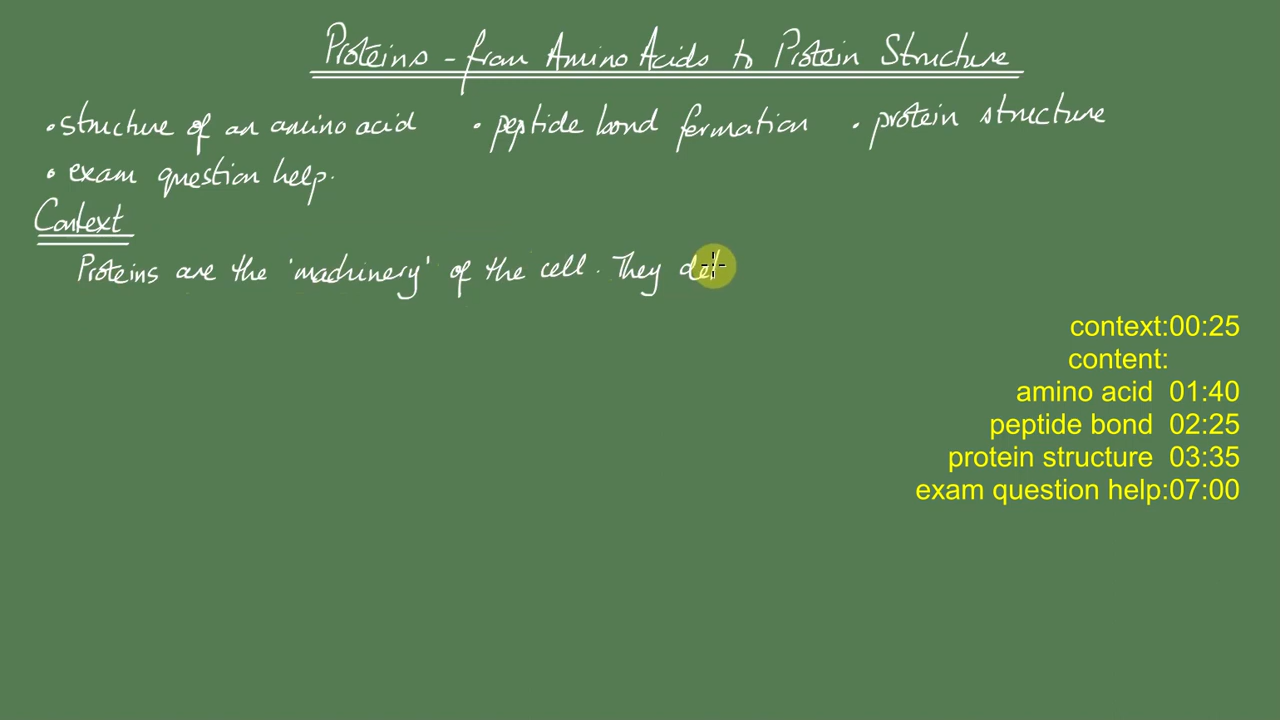 Proteins - from Amino Acids to Protein Structure
• structure of an amino acid • peptide bond formation • protein structure
• exam question help.
Context
Proteins are the 'machinery' of the cell. They det
context:00:25
content:
amino acid 01:40
peptide bond 02:25
protein structure 03:35
exam question help:07:00